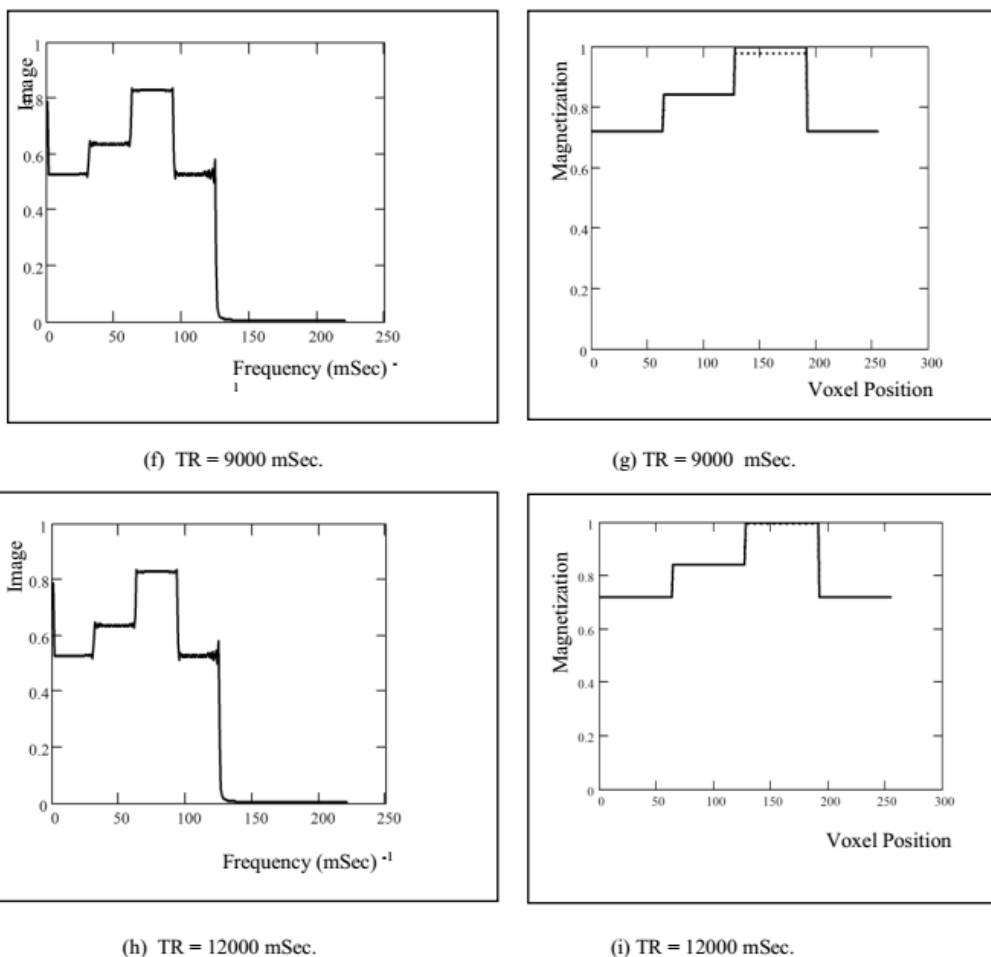 Image
1
0.8
0.6
0.4
0.2
0
0 50 100 150 200 250
Frequency (mSec) -
1
(f) TR = 9000 mSec.
Magnetization
1
0.8
0.6
0.4
0.2
0
0 50 100 150 200 250 300
Voxel Position
(g) TR = 9000 mSec.
Image
1
0.8
0.6
0.4
0.2
0
0 50 100 150 200 250
Frequency (mSec) -1
(h) TR = 12000 mSec.
Magnetization
1
0.8
0.6
0.4
0.2
0
0 50 100 150 200 250 300
Voxel Position
(i) TR = 12000 mSec.